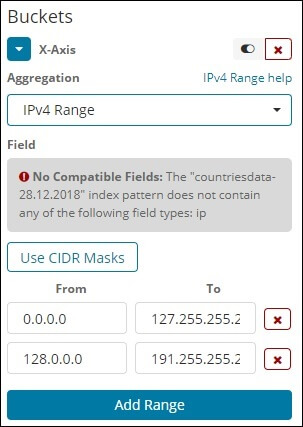 Buckets
X-Axis
Aggregation
IPv4 Range help
IPv4 Range
Field
No Compatible Fields: The "countriesdata-
28.12.2018" index pattern does not contain
any of the following field types: ip
Use CIDR Masks
From
To
0.0.0.0
127.255.255.2
128.0.0.0
191.255.255.2
Add Range